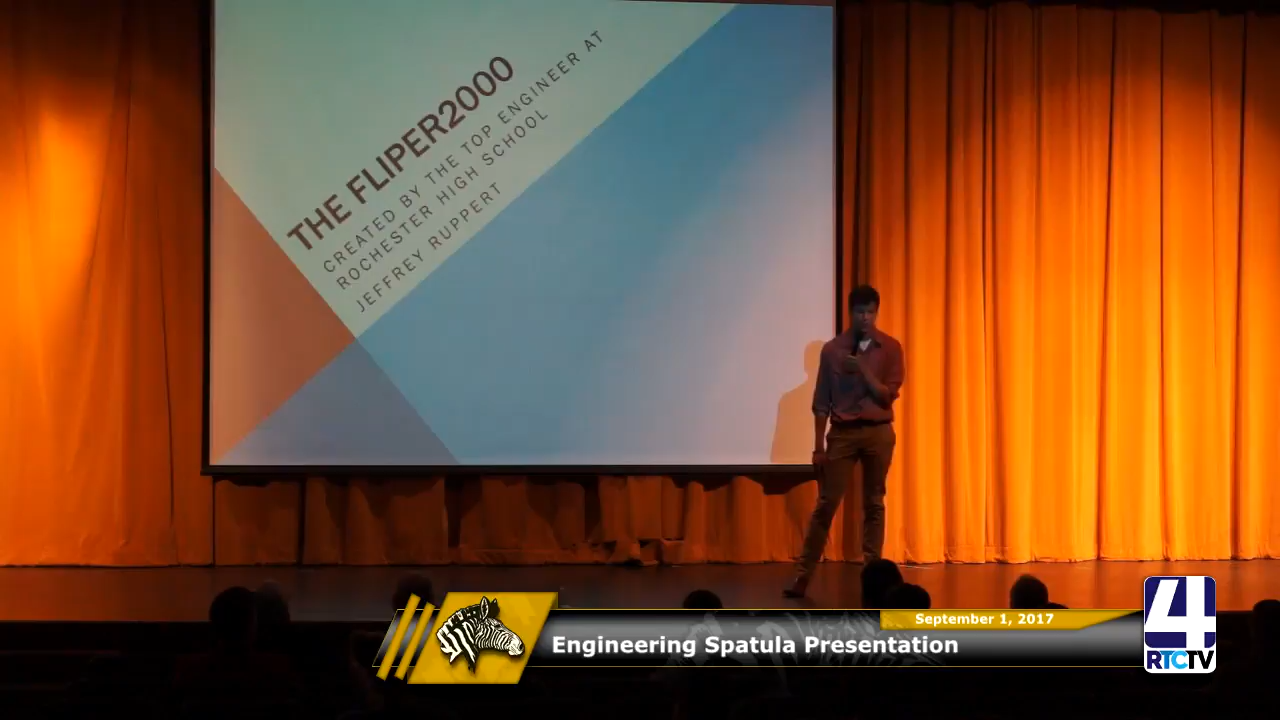 THE FLIPER2000
CREATED BY THE TOP ENGINEER AT
ROCHESTER HIGH SCHOOL
JEFFREY RUPPERT
September 1, 2017
Engineering Spatula Presentation
4
RTCTV